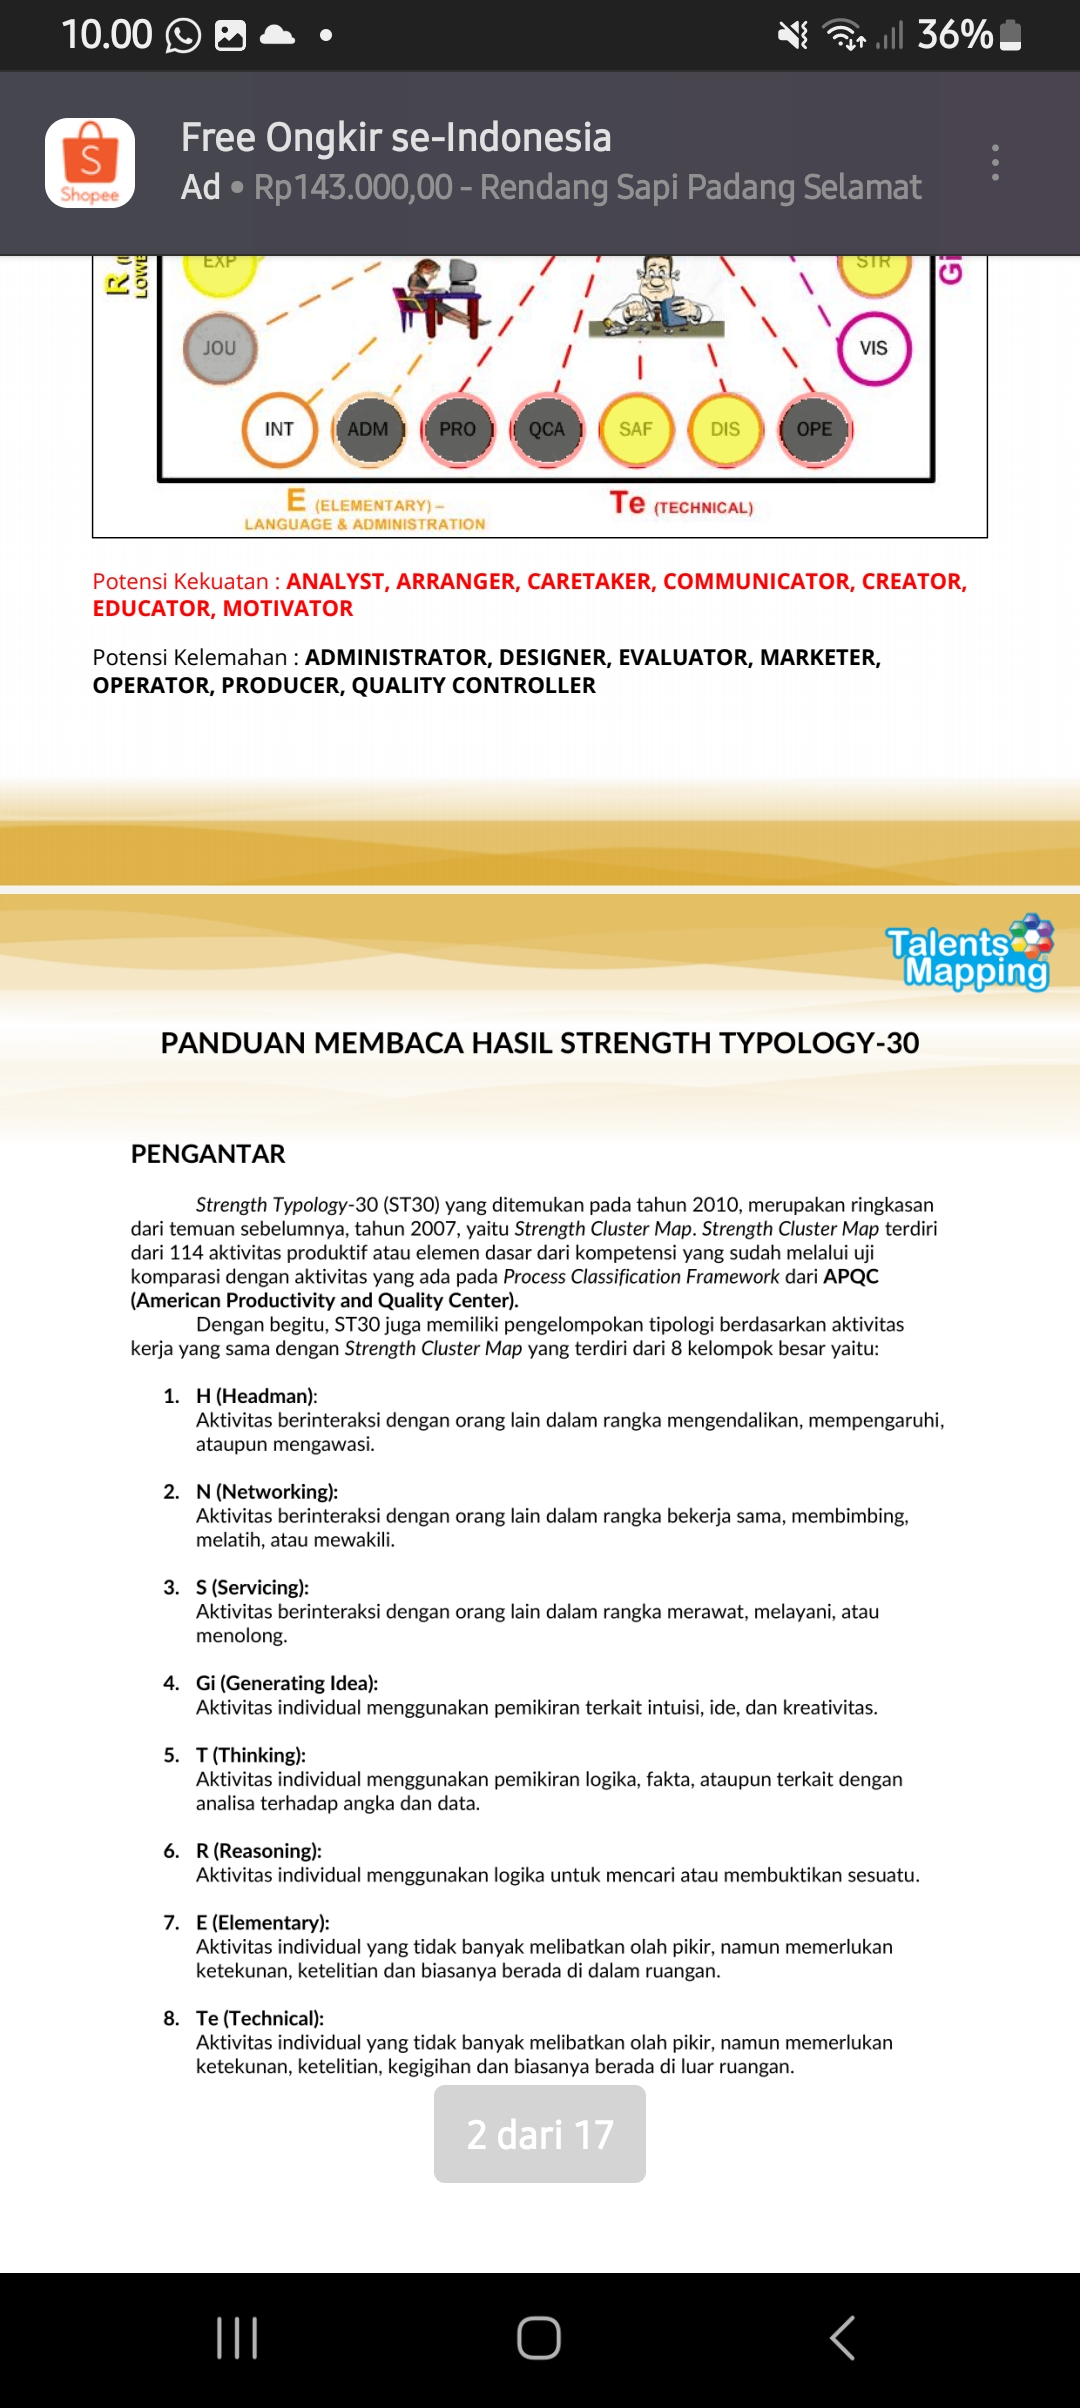 10.00
36%
Free Ongkir se-Indonesia
S
Shopee
Ad • Rp143.000,00 - Rendang Sapi Padang Selamat
R
EXP
STR
Gi
JOU
VIS
INT
ADM
PRO
QCA
SAF
DIS
OPE
E (ELEMENTARY) –
LANGUAGE & ADMINISTRATION
Te (TECHNICAL)
Potensi Kekuatan : ANALYST, ARRANGER, CARETAKER, COMMUNICATOR, CREATOR,
EDUCATOR, MOTIVATOR
Potensi Kelemahan : ADMINISTRATOR, DESIGNER, EVALUATOR, MARKETER,
OPERATOR, PRODUCER, QUALITY CONTROLLER
Talents
Mapping
PANDUAN MEMBACA HASIL STRENGTH TYPOLOGY-30
PENGANTAR
Strength Typology-30 (ST30) yang ditemukan pada tahun 2010, merupakan ringkasan
dari temuan sebelumnya, tahun 2007, yaitu Strength Cluster Map. Strength Cluster Map terdiri
dari 114 aktivitas produktif atau elemen dasar dari kompetensi yang sudah melalui uji
komparasi dengan aktivitas yang ada pada Process Classification Framework dari APQC
(American Productivity and Quality Center).
Dengan begitu, ST30 juga memiliki pengelompokan tipologi berdasarkan aktivitas
kerja yang sama dengan Strength Cluster Map yang terdiri dari 8 kelompok besar yaitu:
1. H (Headman):
Aktivitas berinteraksi dengan orang lain dalam rangka mengendalikan, mempengaruhi,
ataupun mengawasi.
2. N (Networking):
Aktivitas berinteraksi dengan orang lain dalam rangka bekerja sama, membimbing,
melatih, atau mewakili.
3. S (Servicing):
Aktivitas berinteraksi dengan orang lain dalam rangka merawat, melayani, atau
menolong.
4. Gi (Generating Idea):
Aktivitas individual menggunakan pemikiran terkait intuisi, ide, dan kreativitas.
5. T (Thinking):
Aktivitas individual menggunakan pemikiran logika, fakta, ataupun terkait dengan
analisa terhadap angka dan data.
6. R (Reasoning):
Aktivitas individual menggunakan logika untuk mencari atau membuktikan sesuatu.
7. E (Elementary):
Aktivitas individual yang tidak banyak melibatkan olah pikir, namun memerlukan
ketekunan, ketelitian dan biasanya berada di dalam ruangan.
8. Te (Technical):
Aktivitas individual yang tidak banyak melibatkan olah pikir, namun memerlukan
ketekunan, ketelitian, kegigihan dan biasanya berada di luar ruangan.
2 dari 17